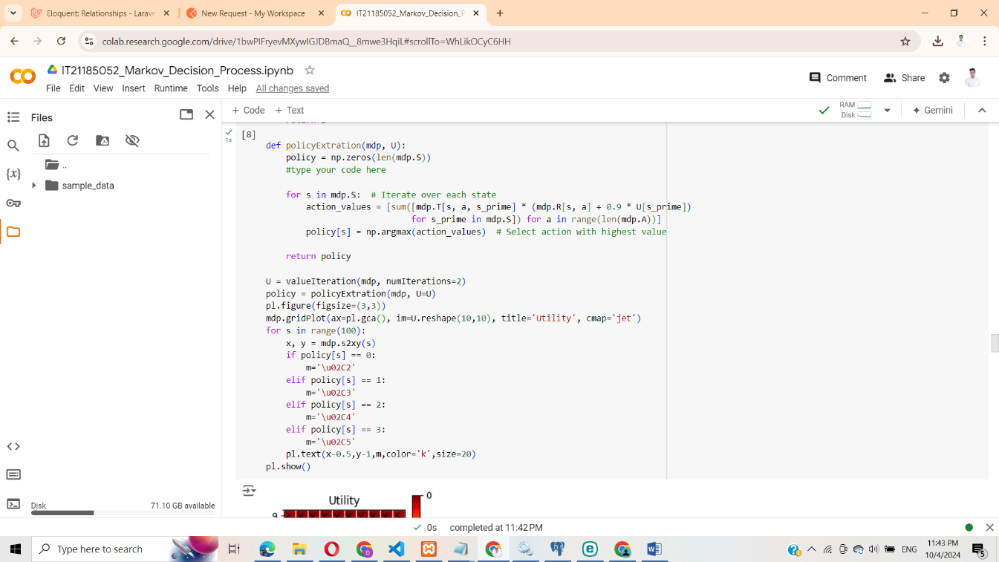 Eloquent: Relationships - Larave
New Request - My Workspace
IT21185052_Markov_Decision_P
colab.research.google.com/drive/1bwPlFryevMXywIGJDBmaQ__8mwe3HqiL#scrollTo=WhLikOCyC6HH
IT21185052_Markov_Decision_Process.ipynb
Comment
Share
File Edit View Insert Runtime Tools Help All changes saved
Files
+ Code + Text
RAM
Disk
Gemini
..
sample_data
{x}
<>
Disk
71.10 GB available
1s
[8]
def policyExtration(mdp, U):
policy = np.zeros(len(mdp.S))
#type your code here
for s in mdp.S: # Iterate over each state
action_values = [sum([mdp.T[s, a, s_prime] * (mdp.R[s, a] + 0.9 * U[s_prime])
for s_prime in mdp.S]) for a in range(len(mdp.A))]
policy[s] = np.argmax(action_values) # Select action with highest value
return policy
U = valueIteration(mdp, numIterations=2)
policy = policyExtration(mdp, U=U)
pl.figure(figsize=(3,3))
mdp.gridPlot(ax=pl.gca(), im=U.reshape(10,10), title='Utility', cmap='jet')
for s in range(100):
x, y = mdp.s2xy(s)
if policy[s] == 0:
m='\u02C2'
elif policy[s] == 1:
m='\u02C3'
elif policy[s] == 2:
m='\u02C4'
elif policy[s] == 3:
m='\u02C5'
pl.text(x-0.5,y-1,m,color='k',size=20)
pl.show()
Utility
0
9
0s completed at 11:42 PM
Type here to search
ENG
11:43 PM
10/4/2024
5